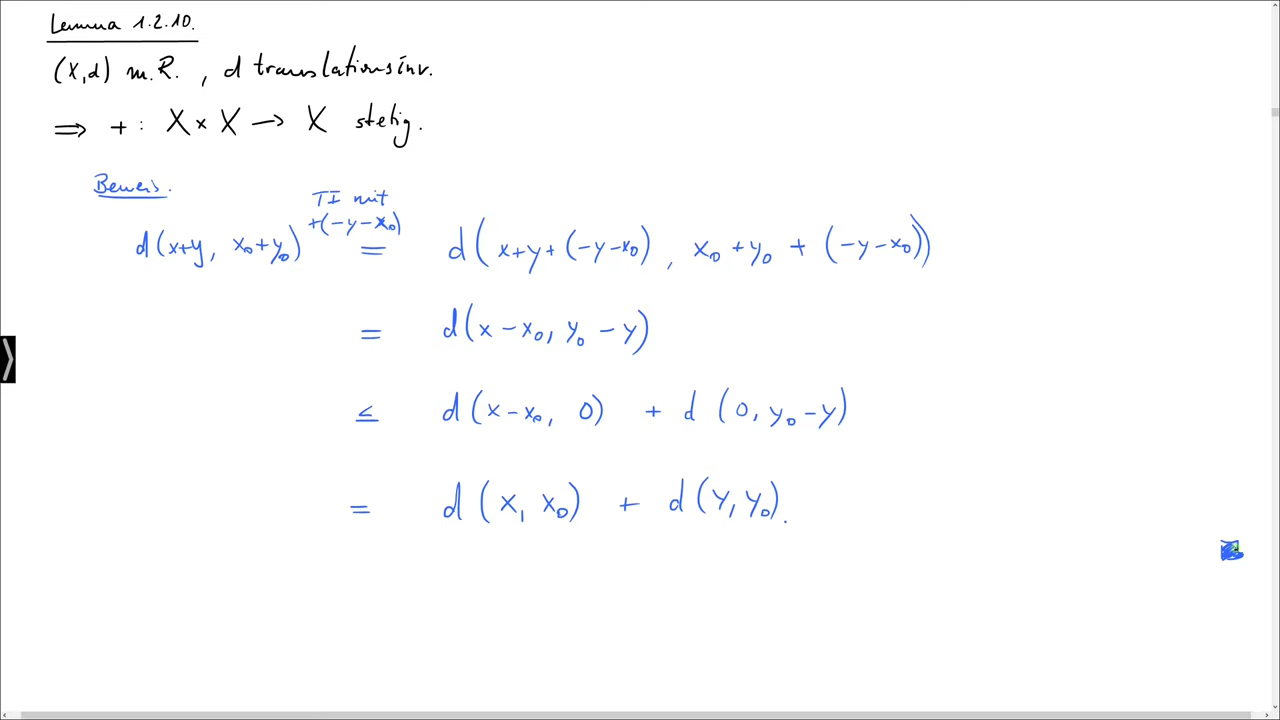 Lemma 1.2.10.
(X,d) m.R. , d translationsinv.
⟹ + : X × X → X stetig.
Beweis.
TI mit
+(-y-x₀)
d(x+y, x₀+y₀) = d(x+y+(-y-x₀), x₀+y₀+(-y-x₀))
= d(x-x₀, y₀-y)
≤ d(x-x₀, 0) + d(0, y₀-y)
= d(x, x₀) + d(y, y₀).